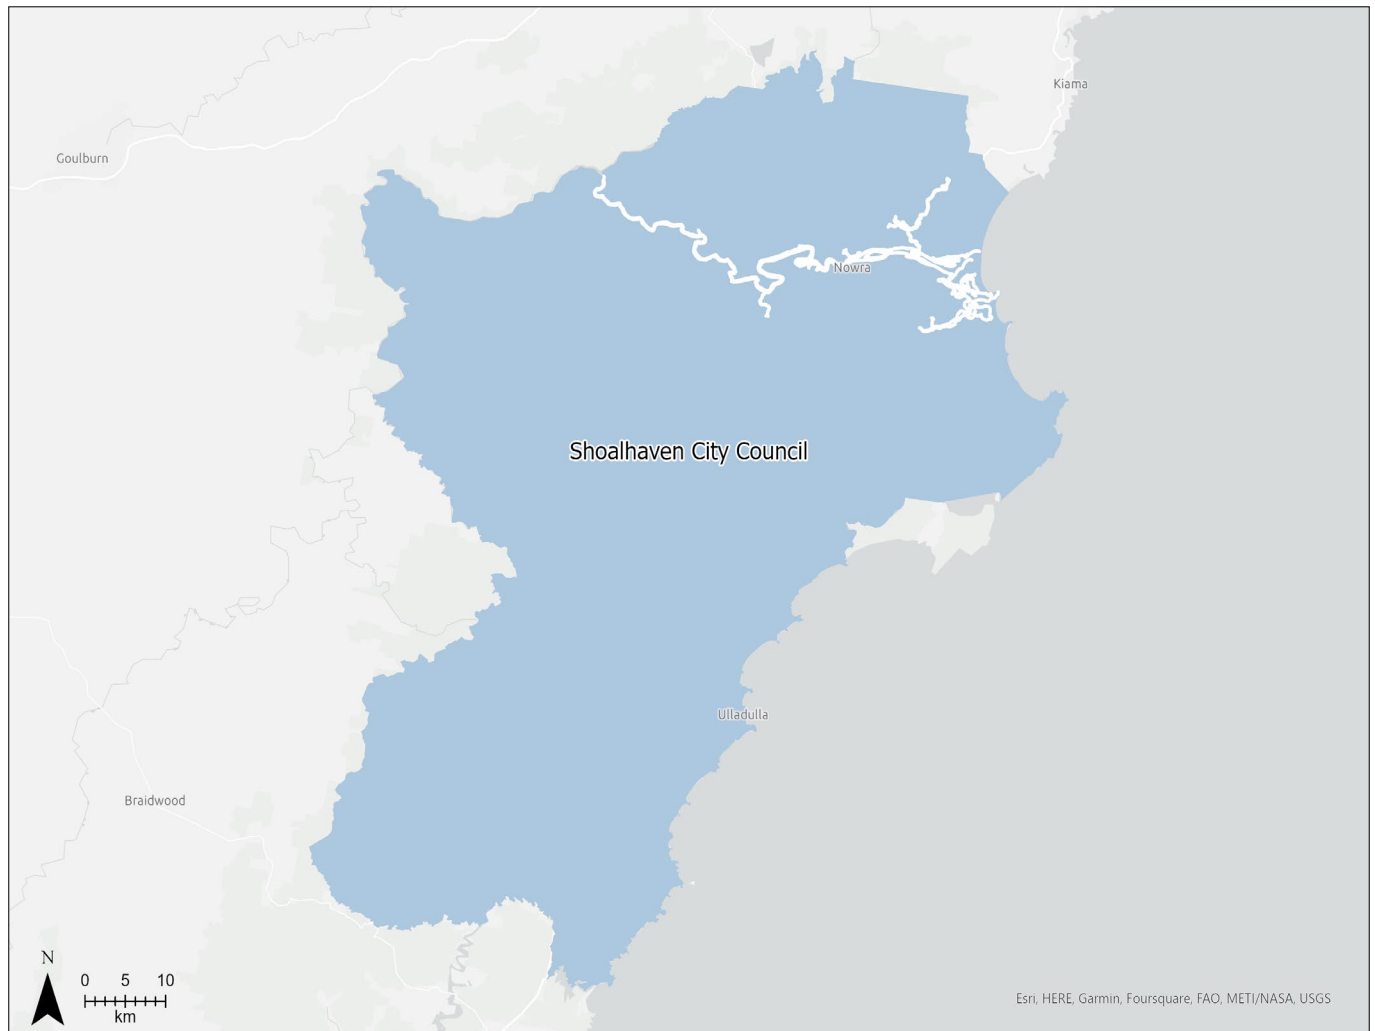 Kiama
Goulburn
Nowra
Shoalhaven City Council
Ulladulla
Braidwood
N
0 5 10
km
Esri, HERE, Garmin, Foursquare, FAO, METI/NASA, USGS